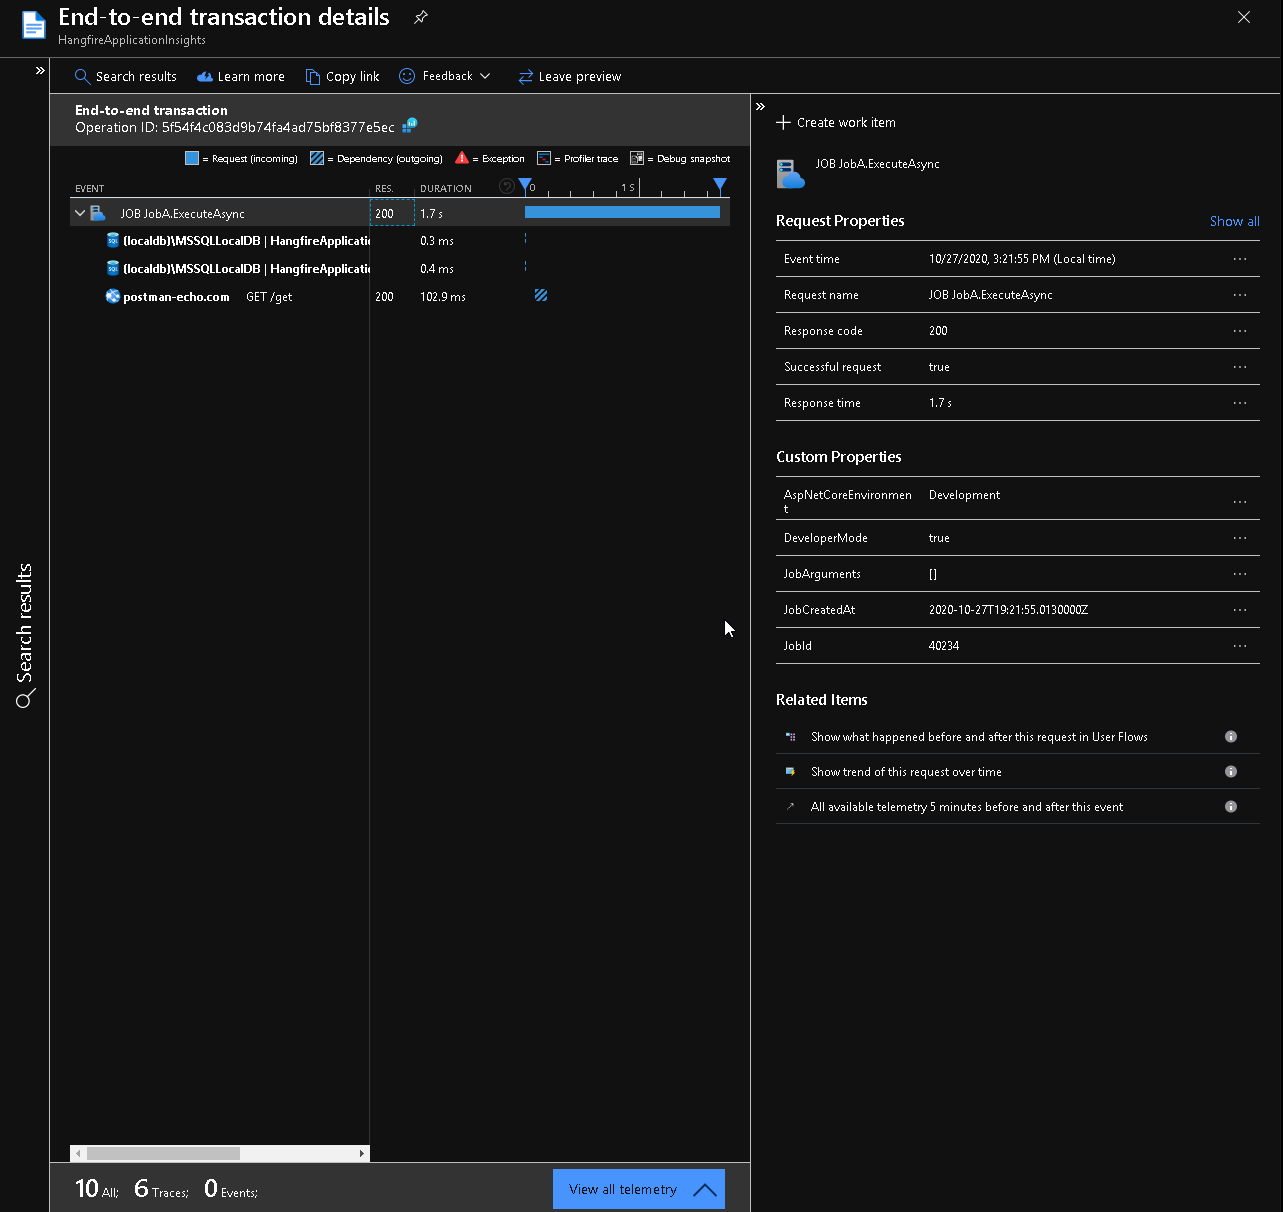 End-to-end transaction details
HangfireApplicationInsights
Search results
Learn more
Copy link
Feedback
Leave preview
End-to-end transaction
Operation ID: 5f54f4c083d9b74fa4ad75bf8377e5ec
= Request (incoming)
= Dependency (outgoing)
= Exception
= Profiler trace
= Debug snapshot
EVENT RES. DURATION 0 1 S
JOB JobA.ExecuteAsync 200 1.7 s
(localdb)\MSSQLLocalDB | HangfireApplicati 0.3 ms
(localdb)\MSSQLLocalDB | HangfireApplicati 0.4 ms
postman-echo.com GET /get 200 102.9 ms
Search results
10 All; 6 Traces; 0 Events;
View all telemetry
Create work item
JOB JobA.ExecuteAsync
Request Properties Show all
Event time 10/27/2020, 3:21:55 PM (Local time) ...
Request name JOB JobA.ExecuteAsync ...
Response code 200 ...
Successful request true ...
Response time 1.7 s ...
Custom Properties
AspNetCoreEnvironmen Development ...
t
DeveloperMode true ...
JobArguments [] ...
JobCreatedAt 2020-10-27T19:21:55.0130000Z ...
JobId 40234 ...
Related Items
Show what happened before and after this request in User Flows
Show trend of this request over time
All available telemetry 5 minutes before and after this event